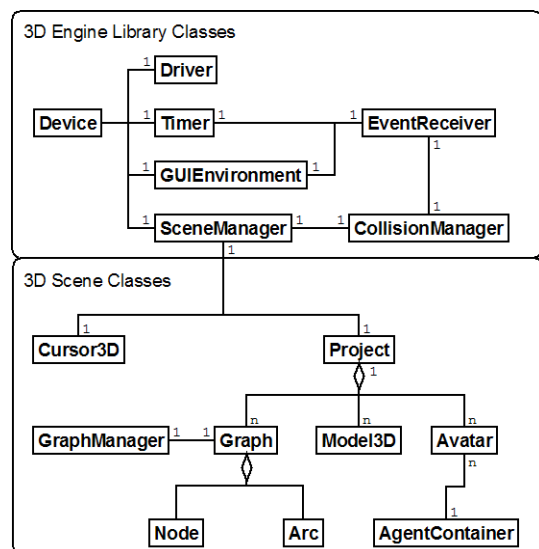 3D Engine Library Classes
1
Driver
Device
1
Timer
1
1
EventReceiver
1
1
GUIEnvironment
1
1
1
SceneManager
1
1
CollisionManager
1
3D Scene Classes
1
Cursor3D
1
Project
1
n
n
n
GraphManager
1
1
Graph
Model3D
Avatar
n
1
Node
Arc
AgentContainer